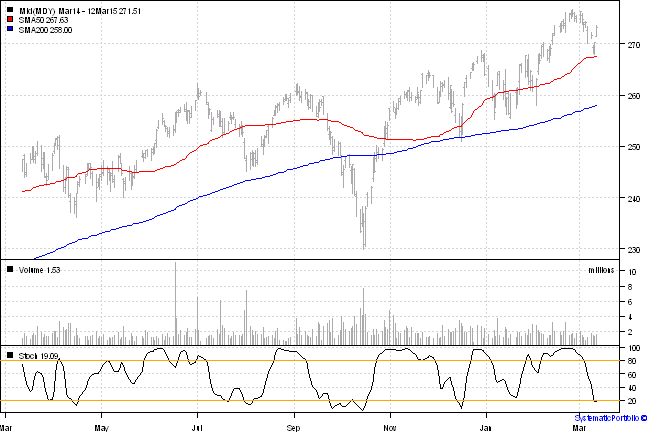 Mid(MDY) Mar14 - 12Mar15 271.51
SMA50 267.63
SMA200 258.00
270
260
250
240
230
Volume 1.53
millions
10
8
6
4
2
Stoch 19.09
100
80
60
40
20
Mar
May
Jul
Sep
Nov
Jan
Mar
SystematicPortfolio ©